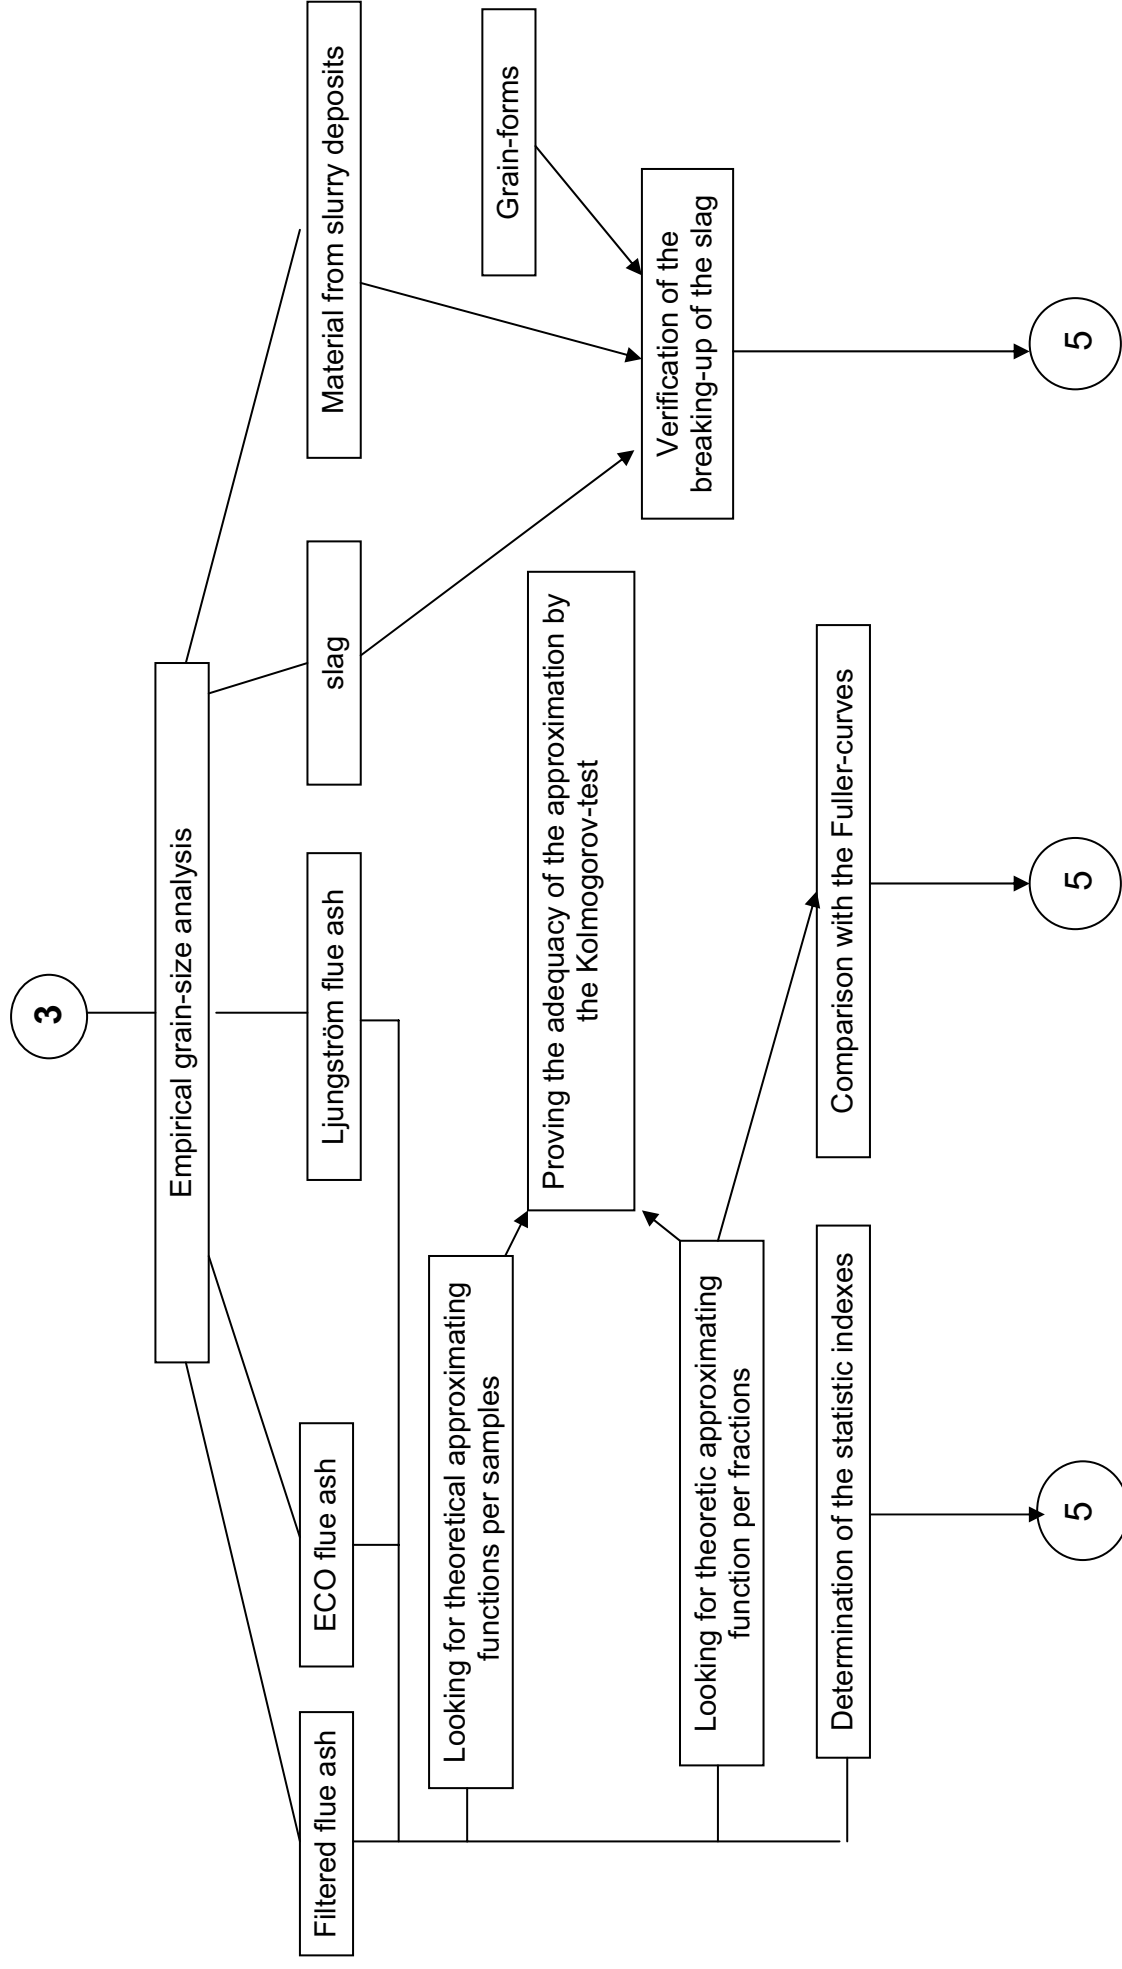 3
Empirical grain-size analysis
Filtered flue ash
ECO flue ash
Ljungström flue ash
slag
Material from slurry deposits
Looking for theoretical approximating
functions per samples
Grain-forms
Proving the adequacy of the approximation by
the Kolmogorov-test
Verification of the
breaking-up of the slag
Looking for theoretic approximating
function per fractions
Determination of the statistic indexes
Comparison with the Fuller-curves
5
5
5